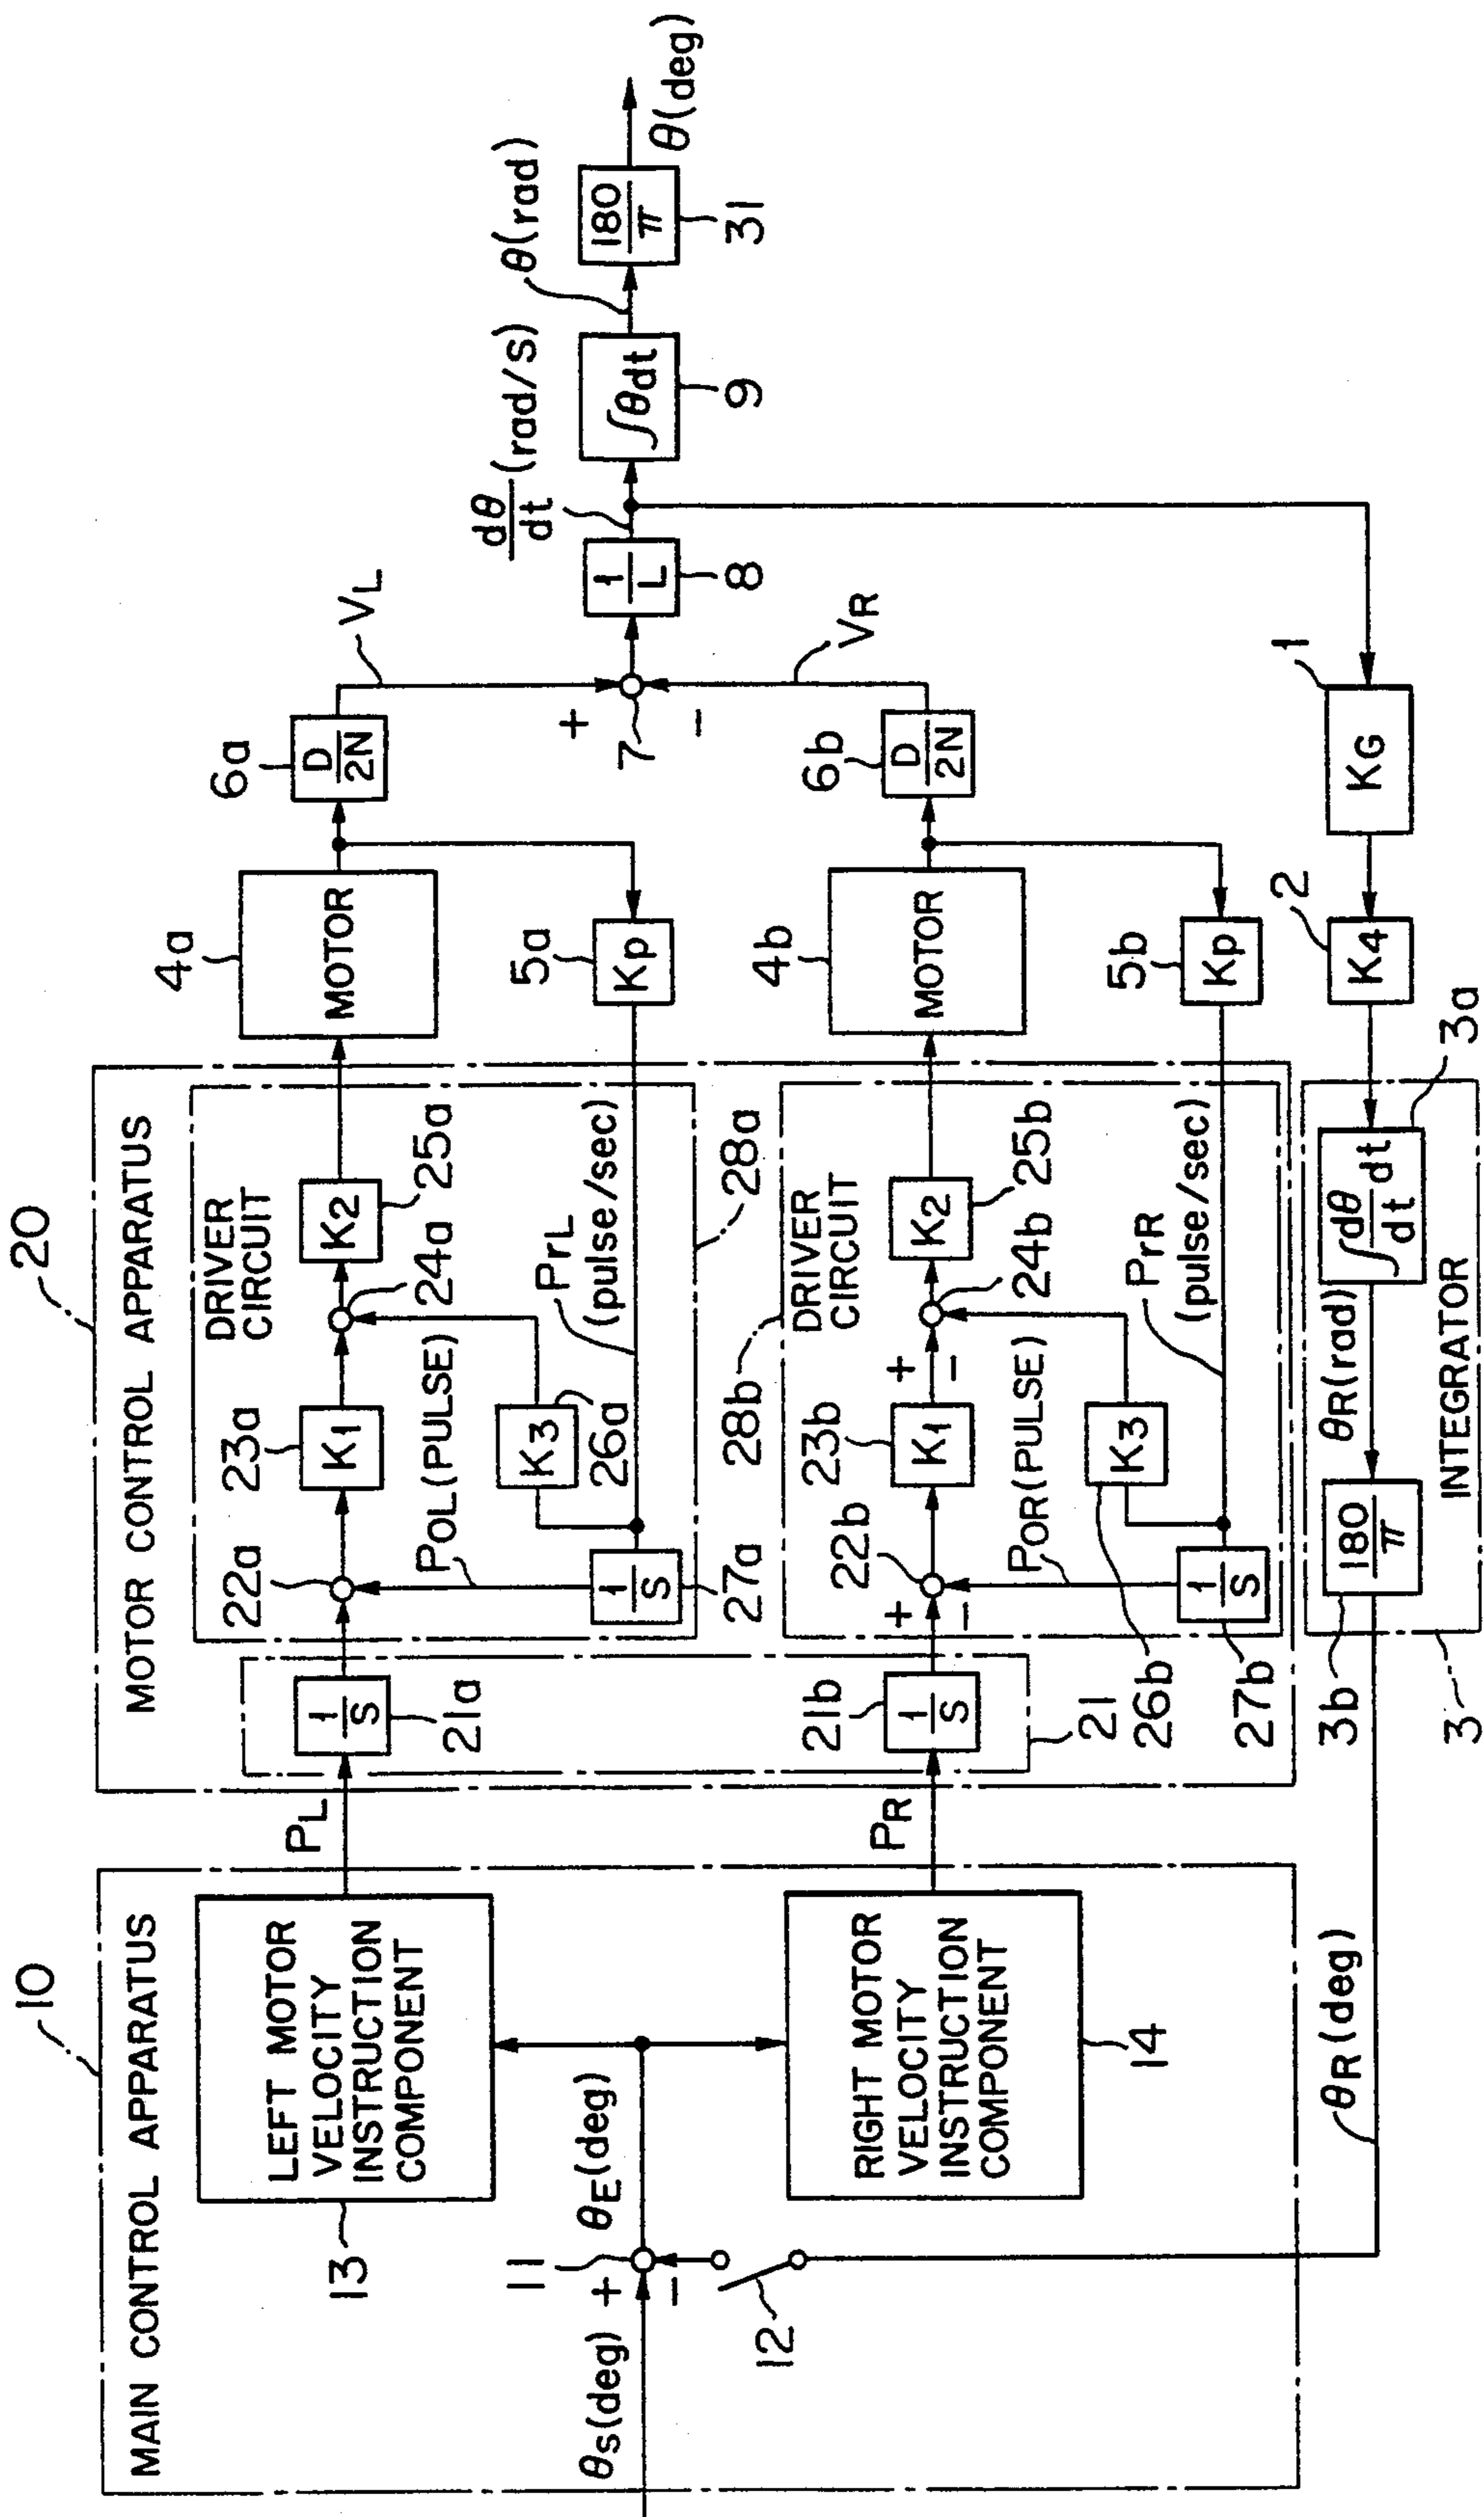 10
MAIN CONTROL APPARATUS
13
LEFT MOTOR
VELOCITY
INSTRUCTION
COMPONENT
θS(deg)
+
−
11
12
θE(deg)
RIGHT MOTOR
VELOCITY
INSTRUCTION
COMPONENT
14
θR(deg)
PL
PR
20
MOTOR CONTROL APPARATUS
1/S
21a
21b
1/S
21
DRIVER
CIRCUIT
22a
23a
K1
24a
K2
25a
POL(PULSE)
K3
26a
1/S
27a
PrL
(pulse/sec)
28a
28b
DRIVER
CIRCUIT
22b
+
−
23b
K1
+
−
24b
K2
25b
POR(PULSE)
K3
26b
1/S
27b
PrR
(pulse/sec)
3
INTEGRATOR
3b
180/π
θR(rad)
∫dθ/dt dt
3a
4a
MOTOR
5a
Kp
6a
D/2N
VL
4b
MOTOR
5b
Kp
6b
D/2N
VR
+
−
7
1/L
8
dθ/dt (rad/s)
∫θdt
9
θ(rad)
180/π
31
θ(deg)
2
K4
1
KG